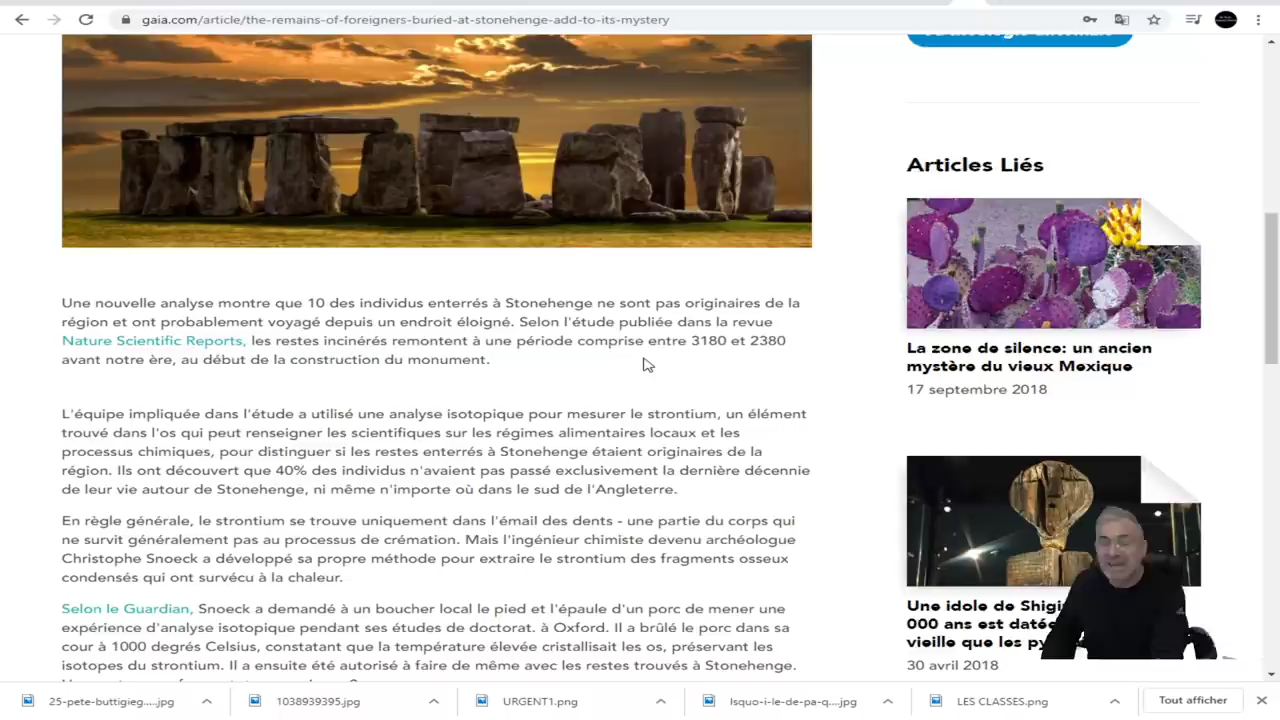 gaia.com/article/the-remains-of-foreigners-buried-at-stonehenge-add-to-its-mystery
Une nouvelle analyse montre que 10 des individus enterrés à Stonehenge ne sont pas originaires de la
région et ont probablement voyagé depuis un endroit éloigné. Selon l'étude publiée dans la revue
Nature Scientific Reports, les restes incinérés remontent à une période comprise entre 3180 et 2380
avant notre ère, au début de la construction du monument.
L'équipe impliquée dans l'étude a utilisé une analyse isotopique pour mesurer le strontium, un élément
trouvé dans l'os qui peut renseigner les scientifiques sur les régimes alimentaires locaux et les
processus chimiques, pour distinguer si les restes enterrés à Stonehenge étaient originaires de la
région. Ils ont découvert que 40% des individus n'avaient pas passé exclusivement la dernière décennie
de leur vie autour de Stonehenge, ni même n'importe où dans le sud de l'Angleterre.
En règle générale, le strontium se trouve uniquement dans l'émail des dents - une partie du corps qui
ne survit généralement pas au processus de crémation. Mais l'ingénieur chimiste devenu archéologue
Christophe Snoeck a développé sa propre méthode pour extraire le strontium des fragments osseux
condensés qui ont survécu à la chaleur.
Selon le Guardian, Snoeck a demandé à un boucher local le pied et l'épaule d'un porc de mener une
expérience d'analyse isotopique pendant ses études de doctorat. à Oxford. Il a brûlé le porc dans sa
cour à 1000 degrés Celsius, constatant que la température élevée cristallisait les os, préservant les
isotopes du strontium. Il a ensuite été autorisé à faire de même avec les restes trouvés à Stonehenge.
Articles Liés
La zone de silence: un ancien
mystère du vieux Mexique
17 septembre 2018
Une idole de Shigi
000 ans est datée
vieille que les py
30 avril 2018
25-pete-buttigieg....jpg
1038939395.jpg
URGENT1.png
Isquo-i-le-de-pa-q....jpg
LES CLASSES.png
Tout afficher